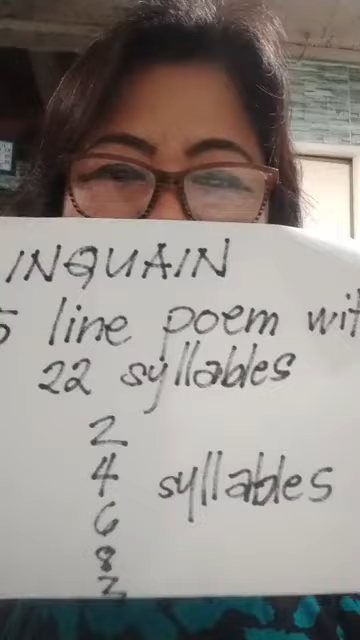 INQUAIN
5 line poem wit
22 syllables
2
4 syllables
6
8
2